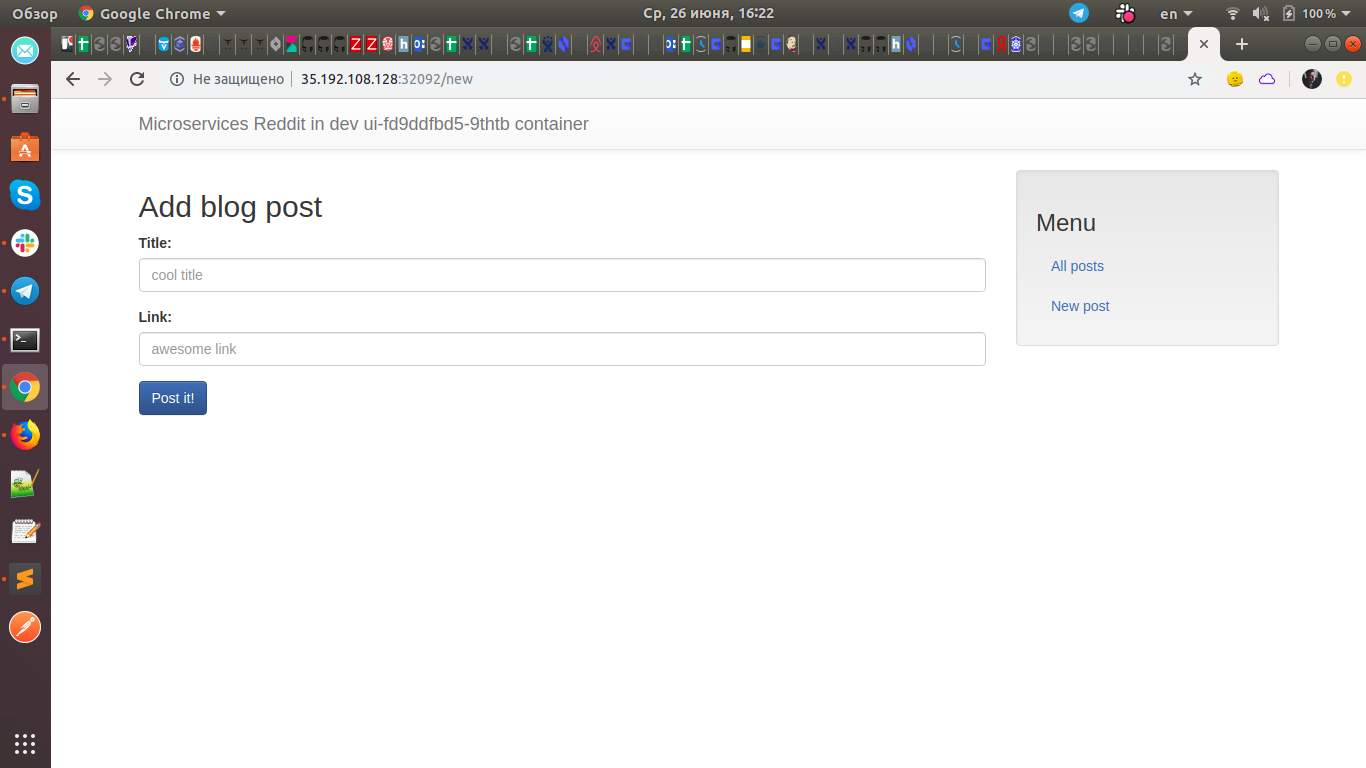 Обзор
Google Chrome
Ср, 26 июня, 16:22
en
100 %
Не защищено
35.192.108.128:32092/new
Microservices Reddit in dev ui-fd9ddfbd5-9thtb container
Add blog post
Title:
cool title
Link:
awesome link
Post it!
Menu
All posts
New post